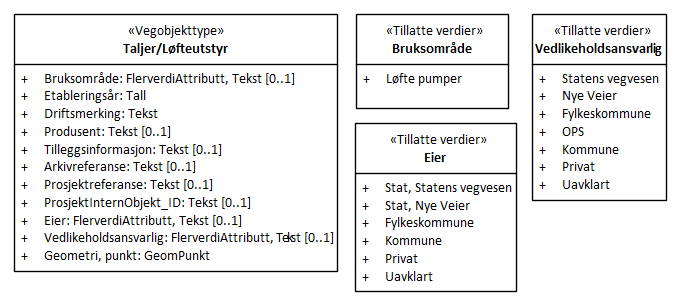 «Vegobjekttype»
Taljer/Løfteutstyr
+ Bruksområde: FlerverdiAttributt, Tekst [0..1]
+ Etableringsår: Tall
+ Driftsmerking: Tekst
+ Produsent: Tekst [0..1]
+ Tilleggsinformasjon: Tekst [0..1]
+ Arkivreferanse: Tekst [0..1]
+ Prosjektreferanse: Tekst [0..1]
+ ProsjektInternObjekt_ID: Tekst [0..1]
+ Eier: FlerverdiAttributt, Tekst [0..1]
+ Vedlikeholdsansvarlig: FlerverdiAttributt, Tekst [0..1]
+ Geometri, punkt: GeomPunkt
«Tillatte verdier»
Bruksområde
+ Løfte pumper
«Tillatte verdier»
Eier
+ Stat, Statens vegvesen
+ Stat, Nye Veier
+ Fylkeskommune
+ Kommune
+ Privat
+ Uavklart
«Tillatte verdier»
Vedlikeholdsansvarlig
+ Statens vegvesen
+ Nye Veier
+ Fylkeskommune
+ OPS
+ Kommune
+ Privat
+ Uavklart